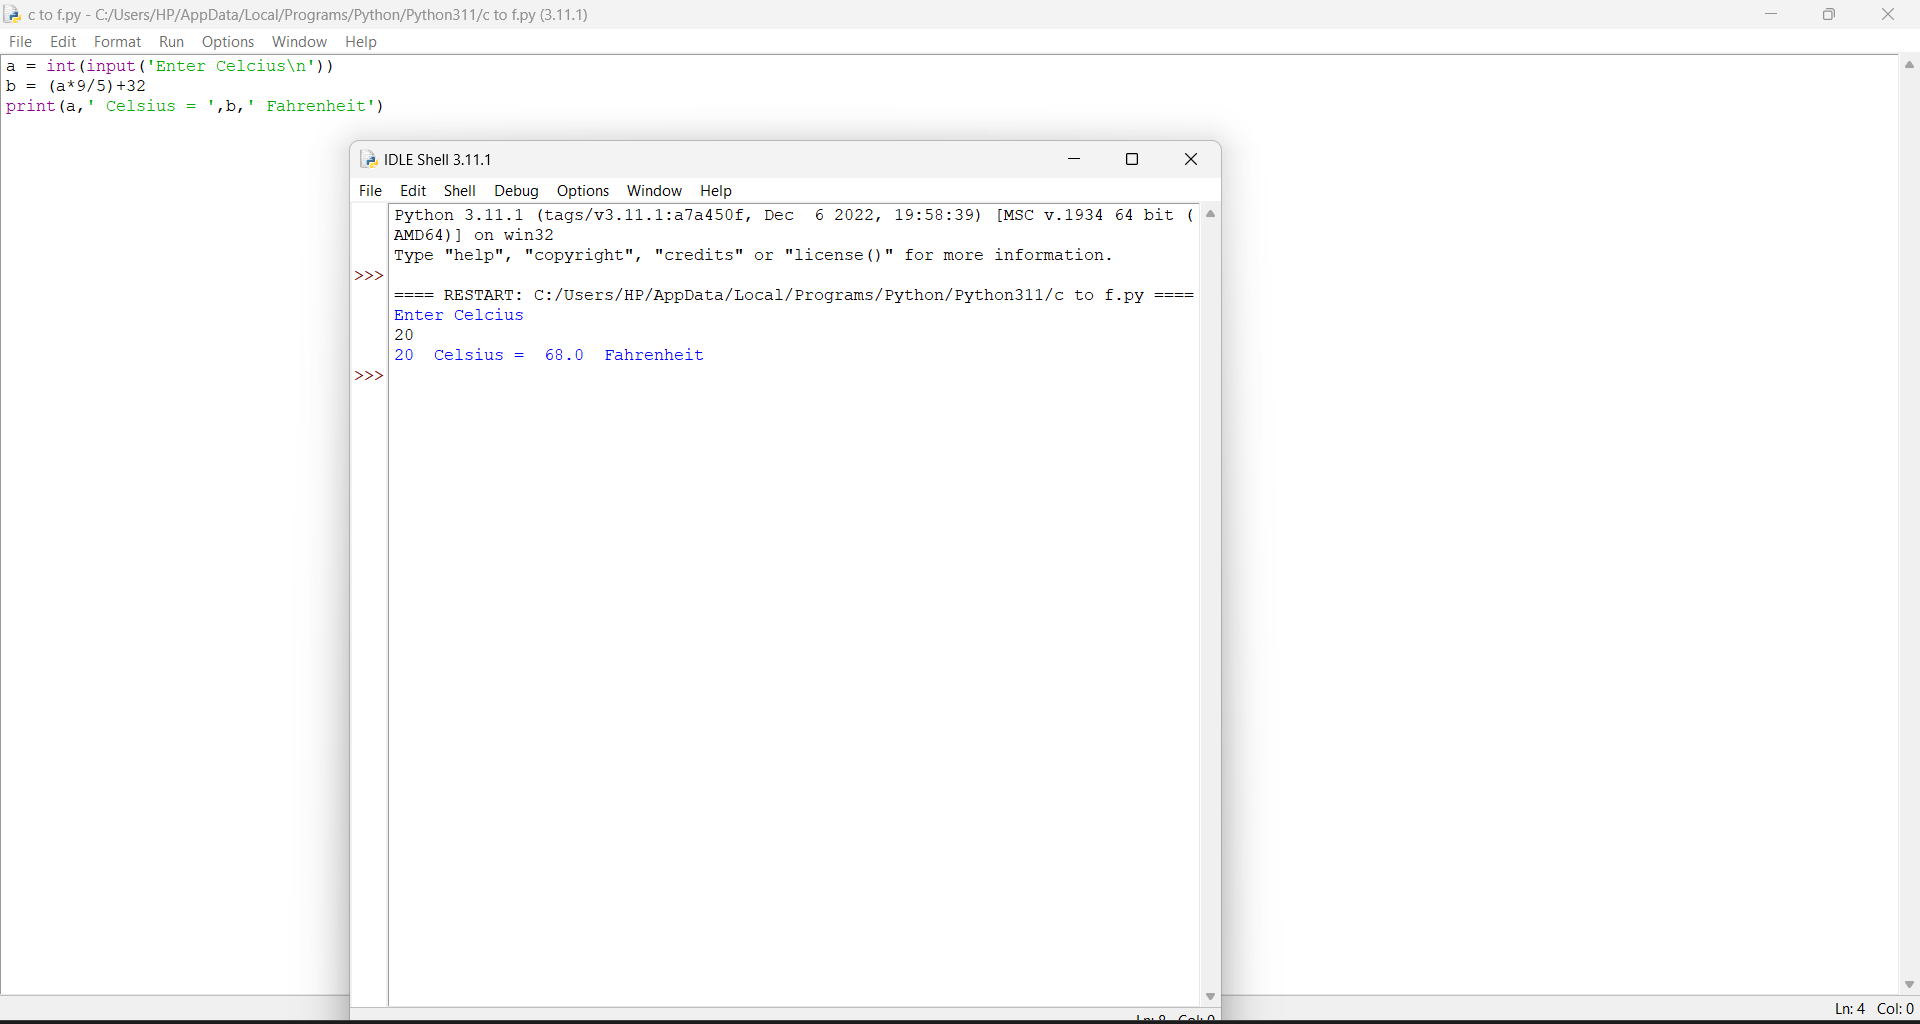 c to f.py - C:/Users/HP/AppData/Local/Programs/Python/Python311/c to f.py (3.11.1)
File Edit Format Run Options Window Help
a = int(input('Enter Celcius\n'))
b = (a*9/5)+32
print(a,' Celsius = ',b,' Fahrenheit')
IDLE Shell 3.11.1
File Edit Shell Debug Options Window Help
Python 3.11.1 (tags/v3.11.1:a7a450f, Dec  6 2022, 19:58:39) [MSC v.1934 64 bit (
AMD64)] on win32
Type "help", "copyright", "credits" or "license()" for more information.
>>>
==== RESTART: C:/Users/HP/AppData/Local/Programs/Python/Python311/c to f.py ====
Enter Celcius
20
20  Celsius =  68.0  Fahrenheit
>>>
Ln: 8 Col: 0
Ln: 4 Col: 0